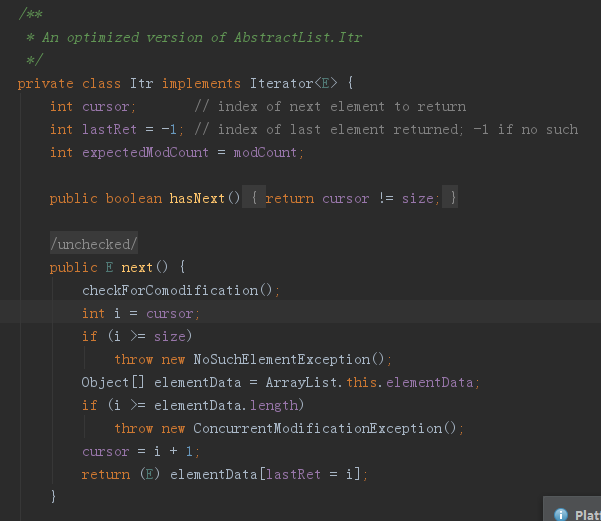 /**
 * An optimized version of AbstractList.Itr
 */
private class Itr implements Iterator<E> {
    int cursor;       // index of next element to return
    int lastRet = -1; // index of last element returned; -1 if no such
    int expectedModCount = modCount;
    public boolean hasNext() { return cursor != size; }
    /unchecked/
    public E next() {
        checkForComodification();
        int i = cursor;
        if (i >= size)
            throw new NoSuchElementException();
        Object[] elementData = ArrayList.this.elementData;
        if (i >= elementData.length)
            throw new ConcurrentModificationException();
        cursor = i + 1;
        return (E) elementData[lastRet = i];
    }